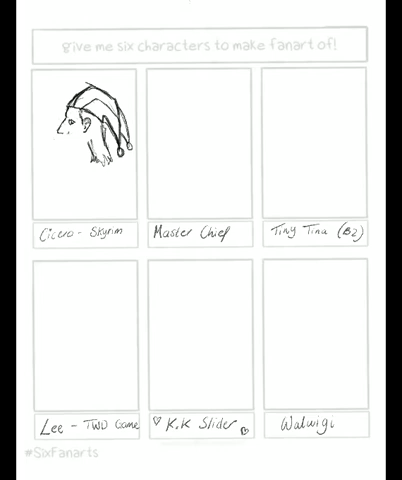 give me six characters to make fanart of!
Cicero - Skyrim
Master Chief
Tiny Tina (B2)
Lee - TWD Game
♡ K.K Slider ♡
Walwigi
#SixFanarts